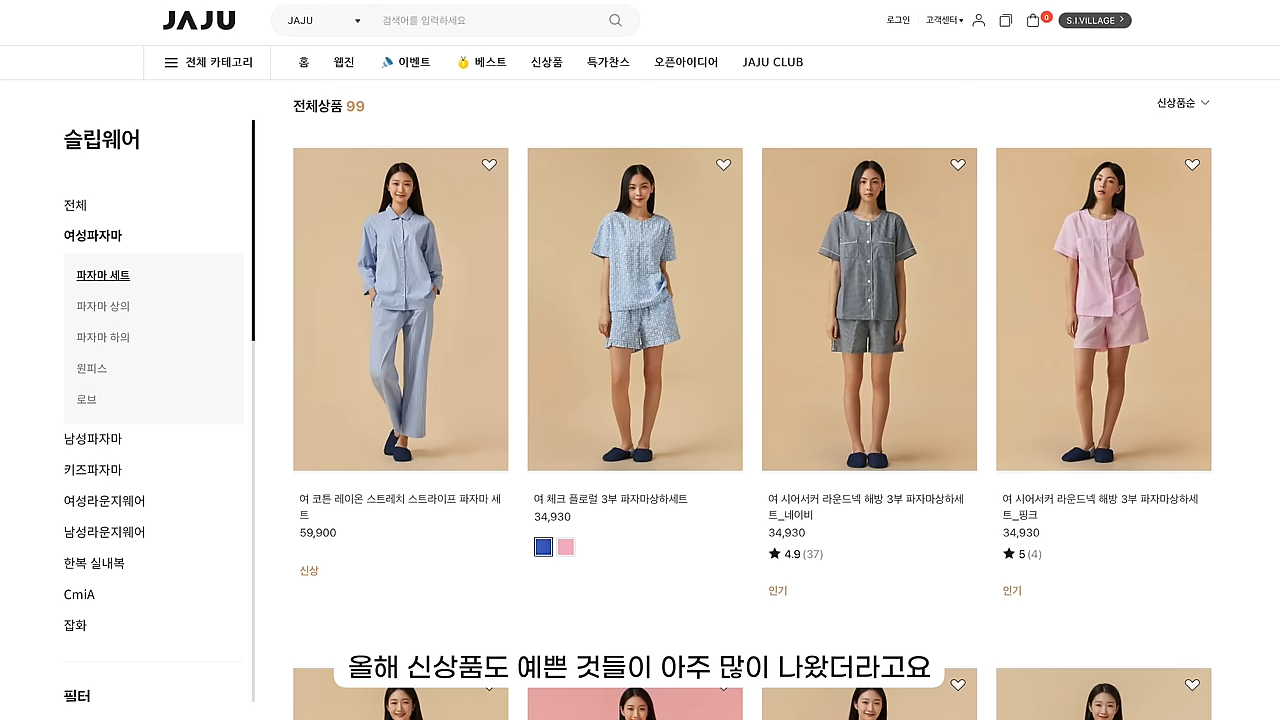 JAJU
JAJU
검색어를 입력하세요
로그인
고객센터
0
S.I.VILLAGE
전체 카테고리
홈
웹진
이벤트
베스트
신상품
특가찬스
오픈아이디어
JAJU CLUB
전체상품 99
신상품순
슬립웨어
전체
여성파자마
파자마 세트
파자마 상의
파자마 하의
원피스
로브
남성파자마
키즈파자마
여성라운지웨어
남성라운지웨어
한복 실내복
CmiA
잡화
필터
여 코튼 레이온 스트레치 스트라이프 파자마 세
트
59,900
신상
여 체크 플로럴 3부 파자마상하세트
34,930
여 시어서커 라운드넥 해방 3부 파자마상하세
트_네이비
34,930
4.9 (37)
인기
여 시어서커 라운드넥 해방 3부 파자마상하세
트_핑크
34,930
5 (4)
인기
올해 신상품도 예쁜 것들이 아주 많이 나왔더라고요